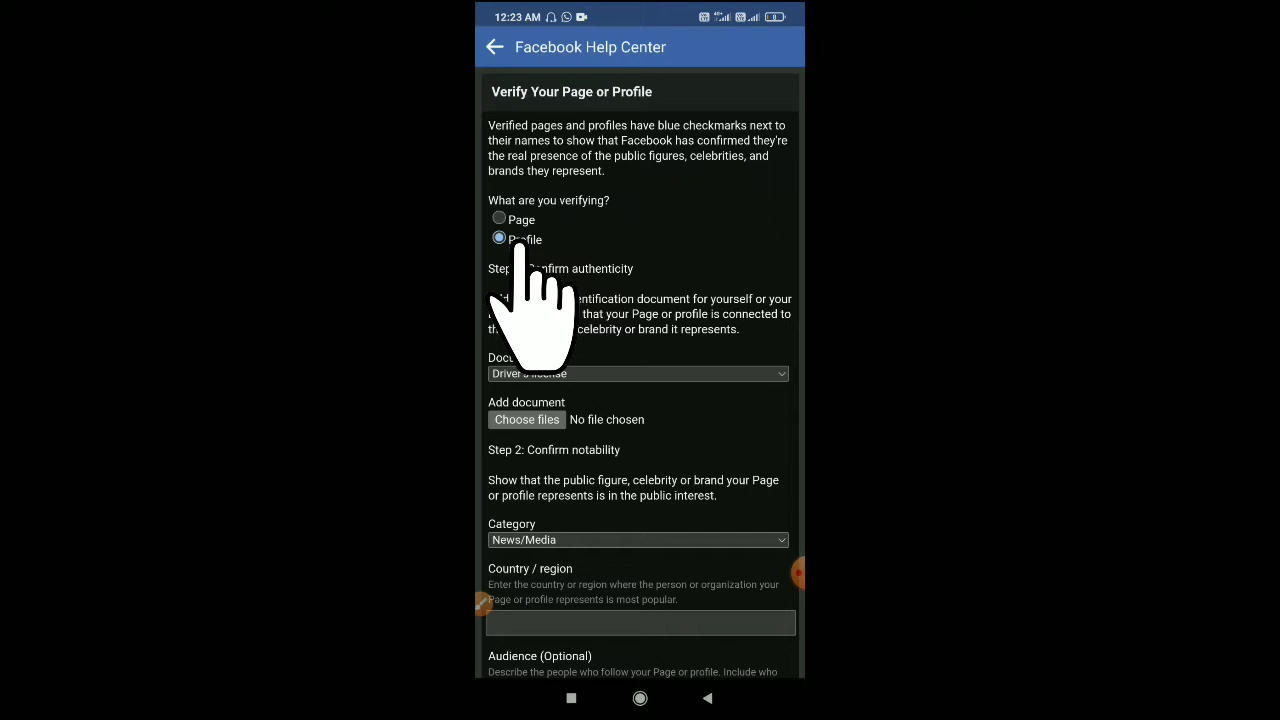 12:23 AM
Facebook Help Center
Verify Your Page or Profile
Verified pages and profiles have blue checkmarks next to
their names to show that Facebook has confirmed they're
the real presence of the public figures, celebrities, and
brands they represent.
What are you verifying?
Page
Profile
Step Confirm authenticity
entification document for yourself or your
that your Page or profile is connected to
celebrity or brand it represents.
Driver's license
Add document
Choose files No file chosen
Step 2: Confirm notability
Show that the public figure, celebrity or brand your Page
or profile represents is in the public interest.
Category
News/Media
Country / region
Enter the country or region where the person or organization your
Page or profile represents is most popular.
Audience (Optional)
Describe the people who follow your Page or profile. Include who